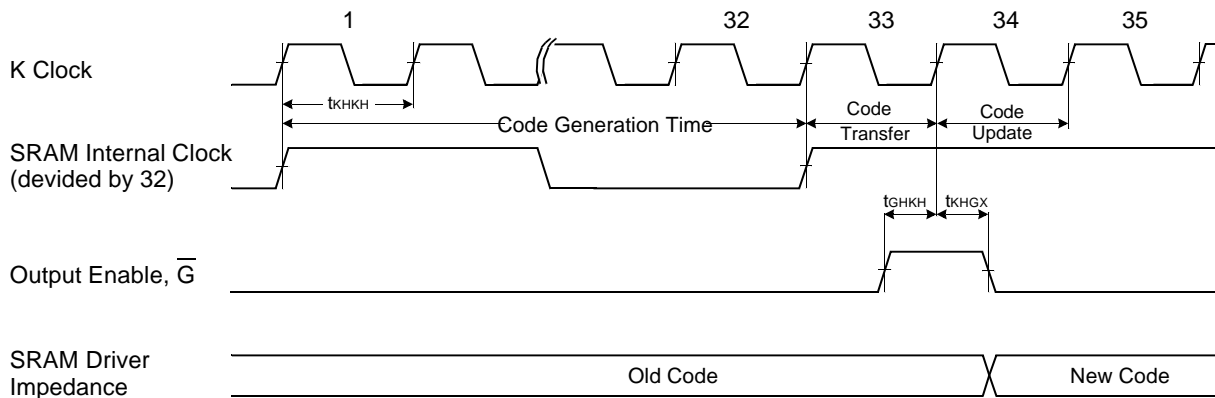 1 32 33 34 35
K Clock
tKHKH
Code Generation Time
Code
Transfer
Code
Update
SRAM Internal Clock
(devided by 32)
tGHKH tKHGX
Output Enable, G̅
SRAM Driver
Impedance
Old Code New Code